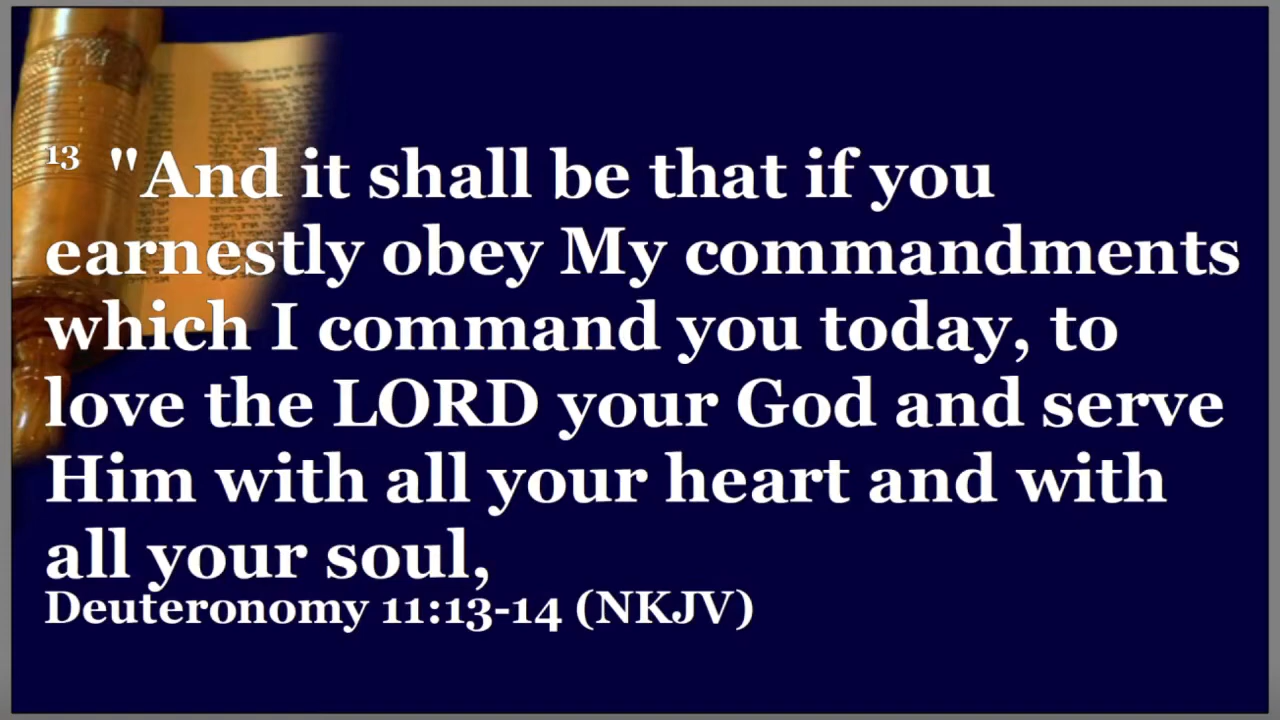 13 "And it shall be that if you
earnestly obey My commandments
which I command you today, to
love the LORD your God and serve
Him with all your heart and with
all your soul,
Deuteronomy 11:13-14 (NKJV)